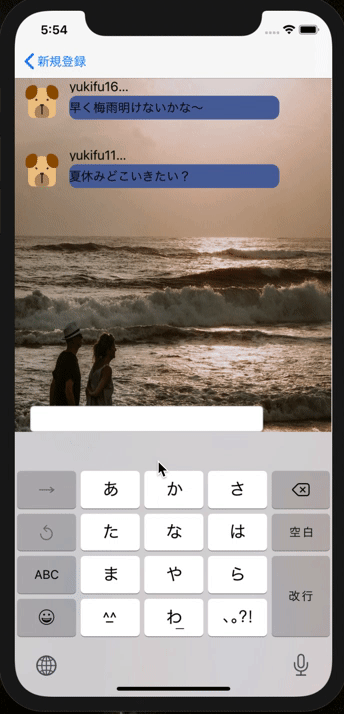 5:54
新規登録
yukifu16...
早く梅雨明けないかな〜
yukifu11...
夏休みどこいきたい？
→ あ か さ
た な は 空白
ABC ま や ら
改行
^^ わ_ 、。?!